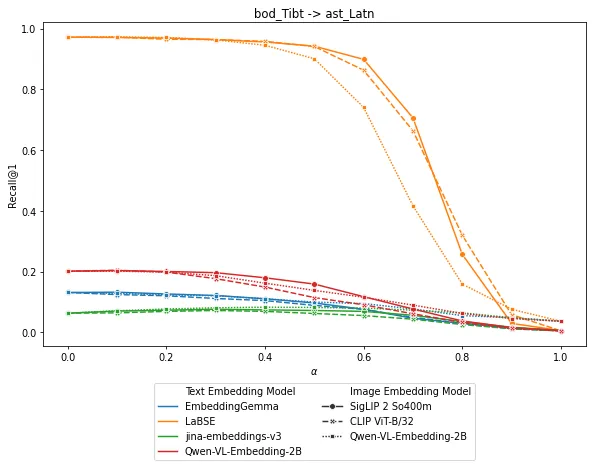 bod_Tibt -> ast_Latn
1.0
0.8
0.6
0.4
0.2
0.0
Recall@1
0.0 0.2 0.4 0.6 0.8 1.0
α
Text Embedding Model Image Embedding Model
EmbeddingGemma SigLIP 2 So400m
LaBSE CLIP ViT-B/32
jina-embeddings-v3 Qwen-VL-Embedding-2B
Qwen-VL-Embedding-2B